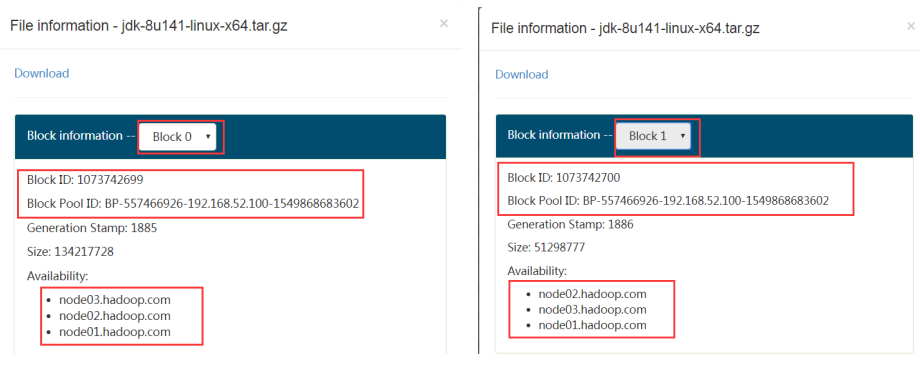 File information - jdk-8u141-linux-x64.tar.gz ×
Download
Block information -- Block 0
Block ID: 1073742699
Block Pool ID: BP-557466926-192.168.52.100-1549868683602
Generation Stamp: 1885
Size: 134217728
Availability:
• node03.hadoop.com
• node02.hadoop.com
• node01.hadoop.com
File information - jdk-8u141-linux-x64.tar.gz ×
Download
Block information -- Block 1
Block ID: 1073742700
Block Pool ID: BP-557466926-192.168.52.100-1549868683602
Generation Stamp: 1886
Size: 51298777
Availability:
• node02.hadoop.com
• node03.hadoop.com
• node01.hadoop.com